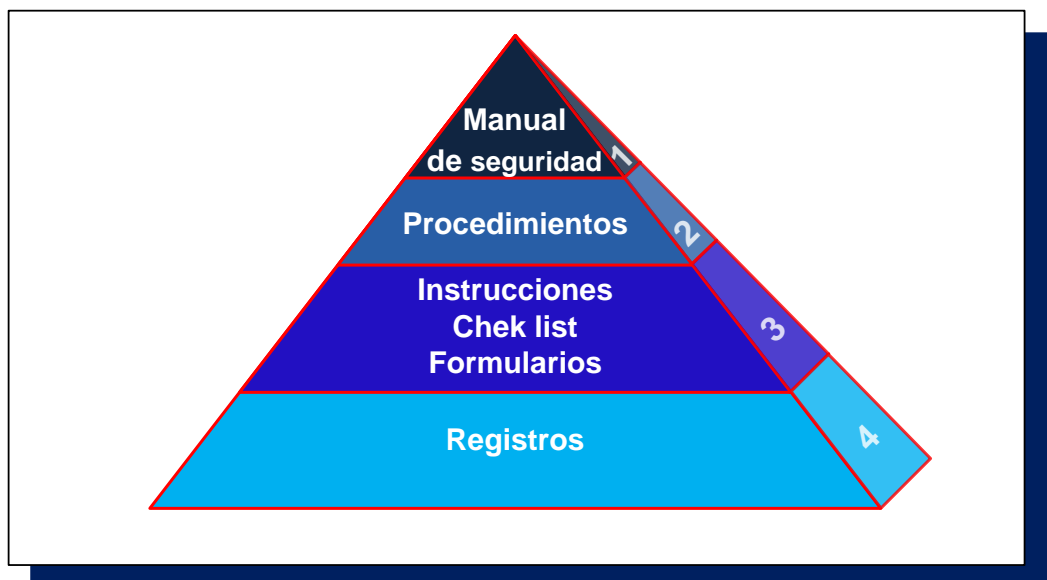 Manual
de seguridad
1
Procedimientos
2
Instrucciones
Chek list
Formularios
3
Registros
4